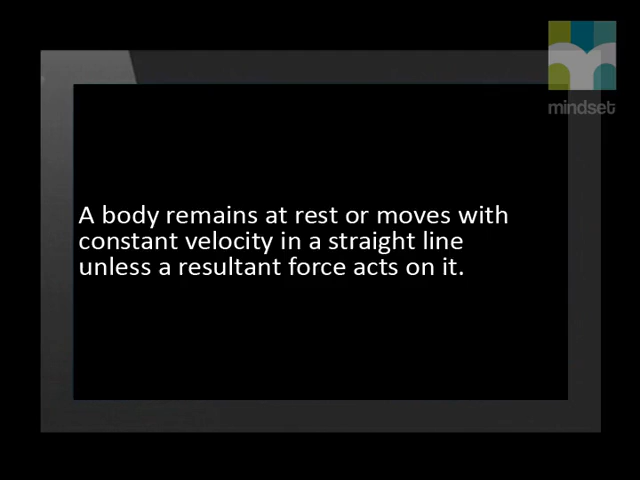 mindset
A body remains at rest or moves with
constant velocity in a straight line
unless a resultant force acts on it.